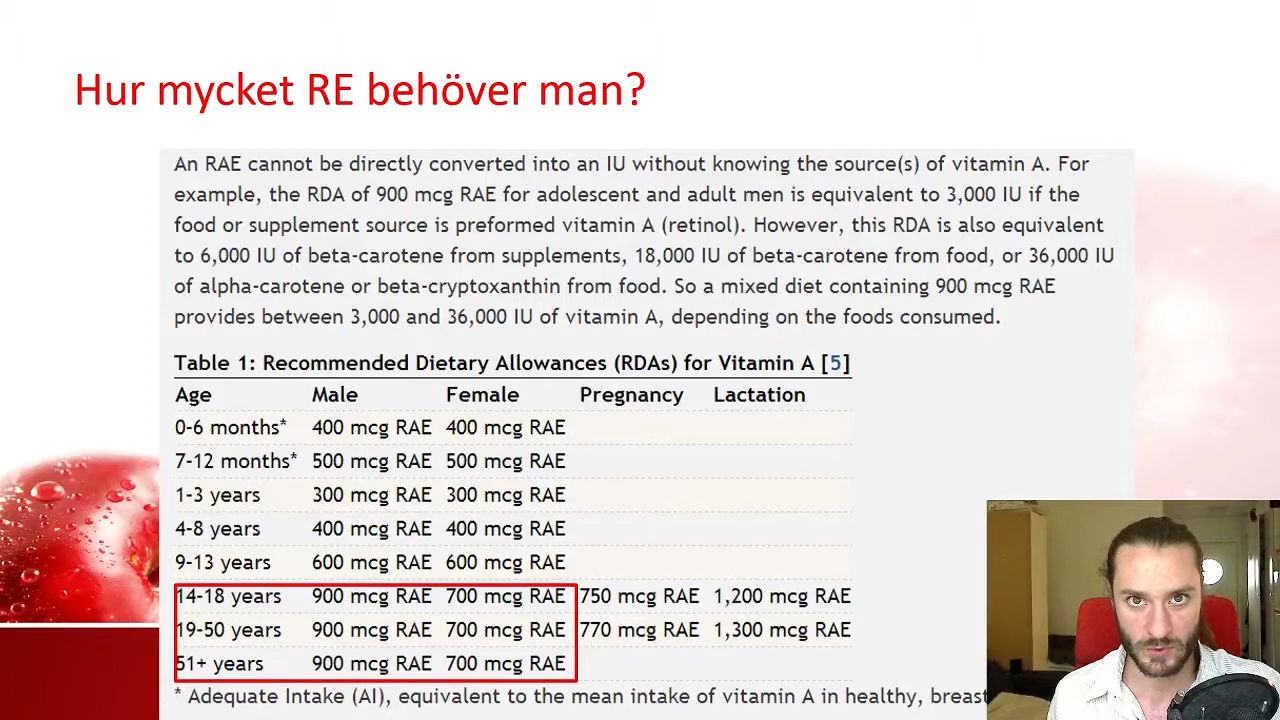 Hur mycket RE behöver man?
An RAE cannot be directly converted into an IU without knowing the source(s) of vitamin A. For
example, the RDA of 900 mcg RAE for adolescent and adult men is equivalent to 3,000 IU if the
food or supplement source is preformed vitamin A (retinol). However, this RDA is also equivalent
to 6,000 IU of beta-carotene from supplements, 18,000 IU of beta-carotene from food, or 36,000 IU
of alpha-carotene or beta-cryptoxanthin from food. So a mixed diet containing 900 mcg RAE
provides between 3,000 and 36,000 IU of vitamin A, depending on the foods consumed.
Table 1: Recommended Dietary Allowances (RDAs) for Vitamin A [5]
Age Male Female Pregnancy Lactation
0-6 months* 400 mcg RAE 400 mcg RAE
7-12 months* 500 mcg RAE 500 mcg RAE
1-3 years 300 mcg RAE 300 mcg RAE
4-8 years 400 mcg RAE 400 mcg RAE
9-13 years 600 mcg RAE 600 mcg RAE
14-18 years 900 mcg RAE 700 mcg RAE 750 mcg RAE 1,200 mcg RAE
19-50 years 900 mcg RAE 700 mcg RAE 770 mcg RAE 1,300 mcg RAE
51+ years 900 mcg RAE 700 mcg RAE
* Adequate Intake (AI), equivalent to the mean intake of vitamin A in healthy, breast